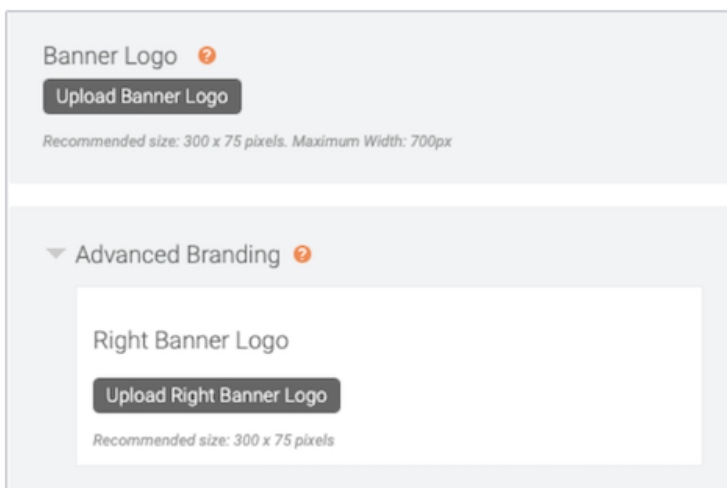 Banner Logo ?
Upload Banner Logo
Recommended size: 300 x 75 pixels. Maximum Width: 700px
Advanced Branding ?
Right Banner Logo
Upload Right Banner Logo
Recommended size: 300 x 75 pixels